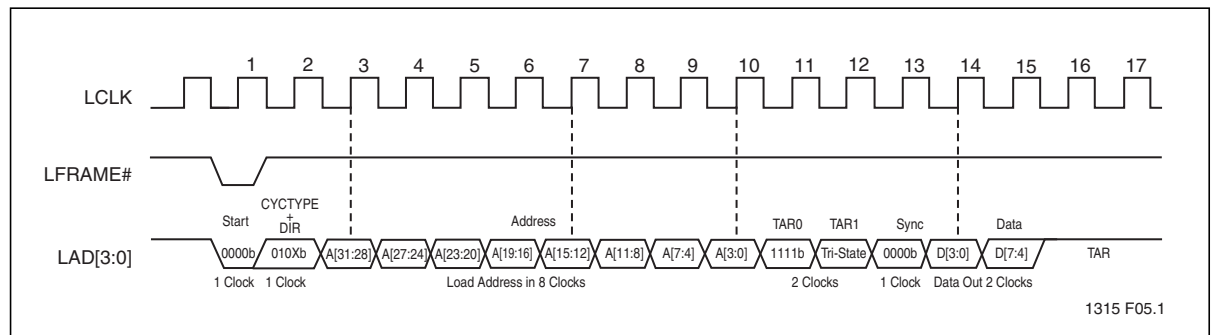 1 2 3 4 5 6 7 8 9 10 11 12 13 14 15 16 17
LCLK
LFRAME#
Start
CYCTYPE
+
DIR
Address
TAR0
TAR1
Sync
Data
LAD[3:0]
0000b 010Xb A[31:28] A[27:24] A[23:20] A[19:16] A[15:12] A[11:8] A[7:4] A[3:0] 1111b Tri-State 0000b D[3:0] D[7:4] TAR
1 Clock 1 Clock Load Address in 8 Clocks 2 Clocks 1 Clock Data Out 2 Clocks
1315 F05.1